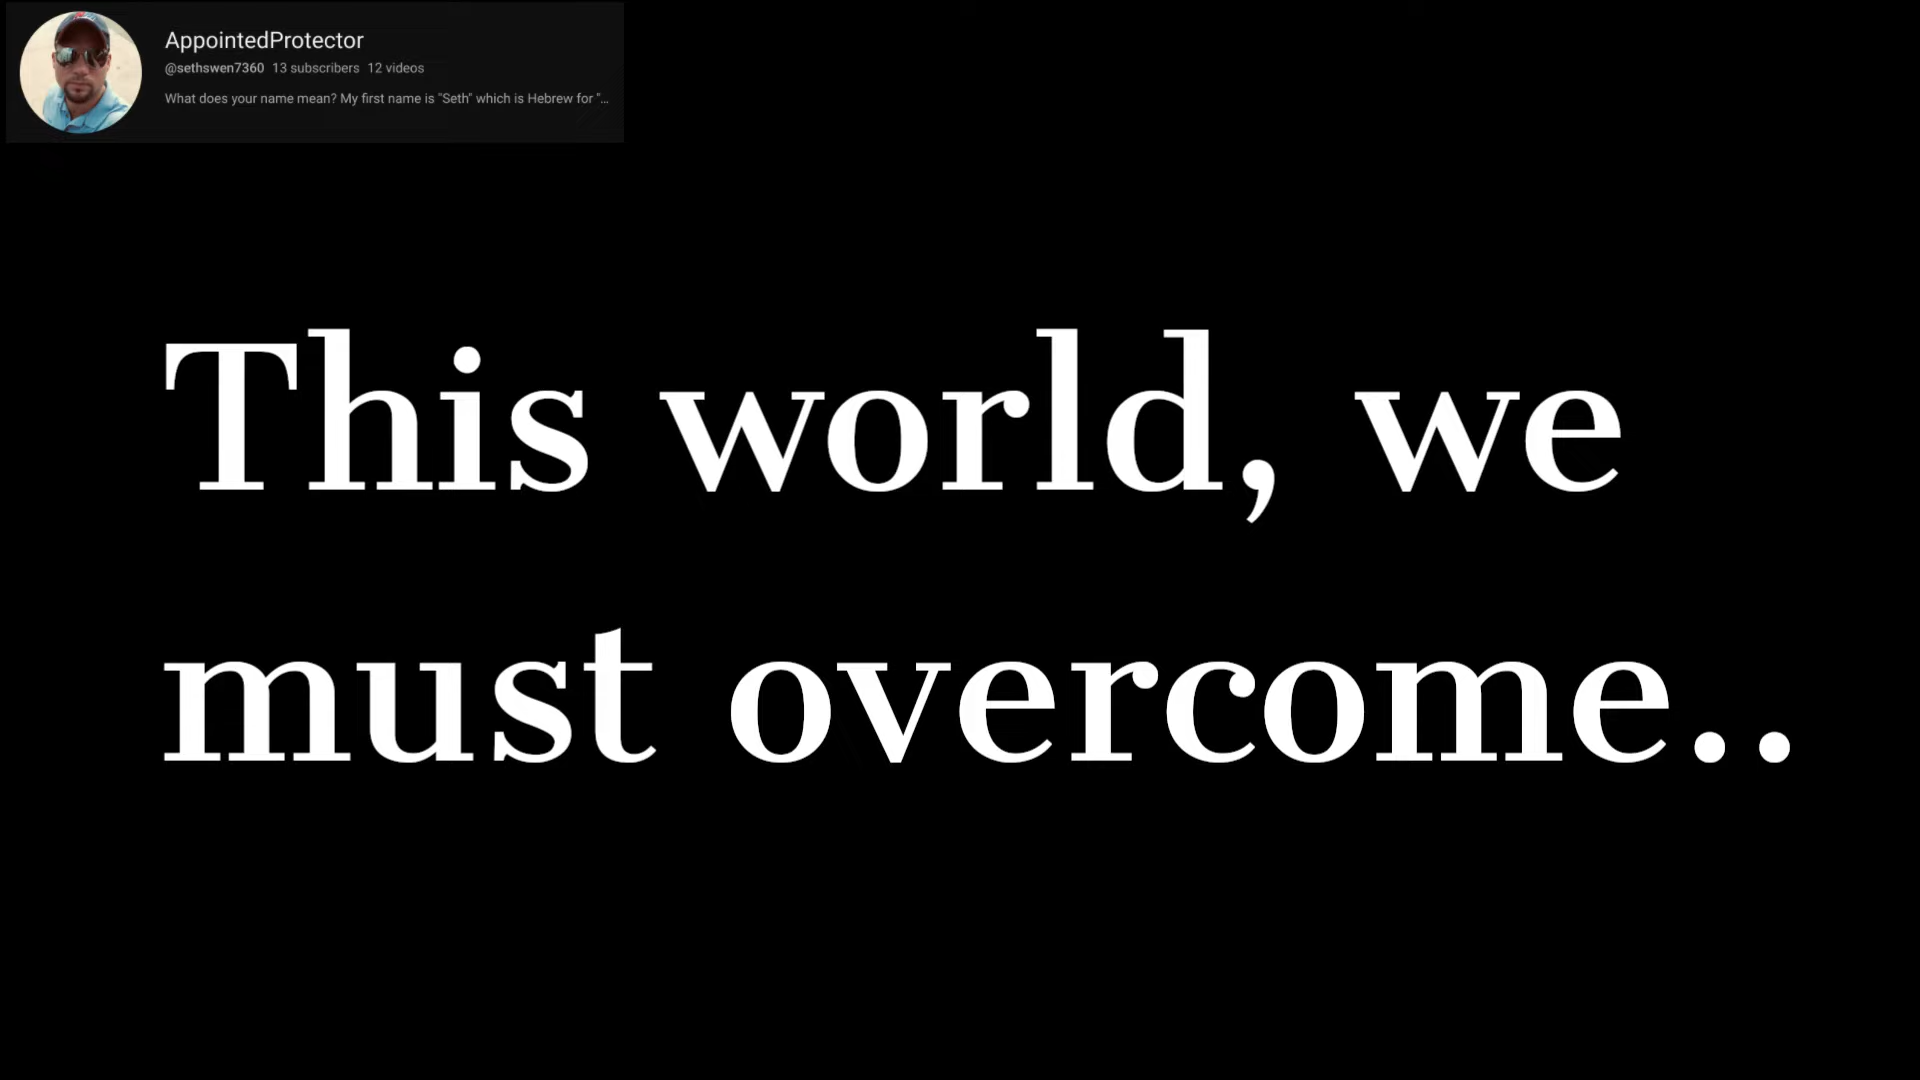 AppointedProtector
@sethswen7360 13 subscribers 12 videos
What does your name mean? My first name is "Seth" which is Hebrew for "...
This world, we
must overcome..